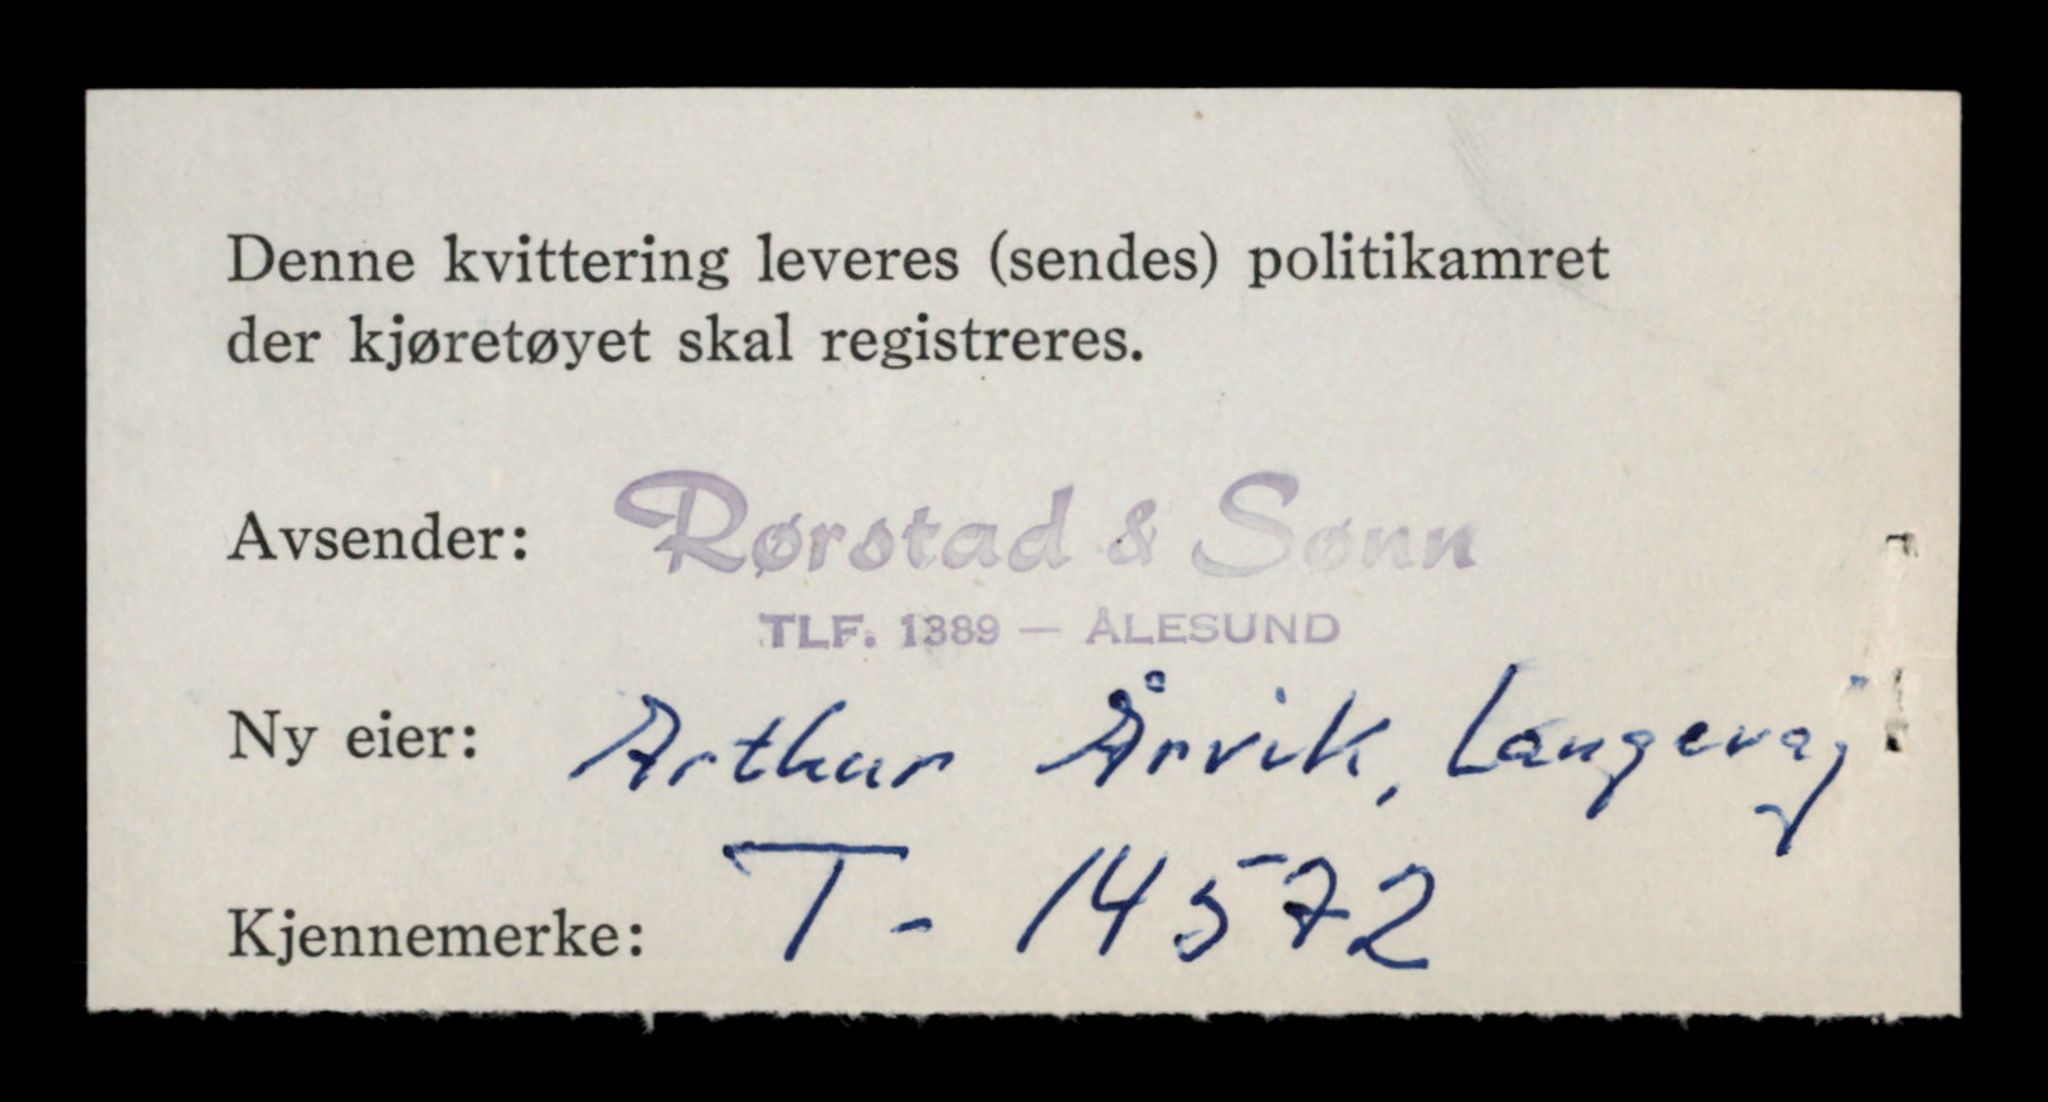 Denne kvittering leveres (sendes) politikamret
der kjøretøyet skal registreres.
Avsender: Rørstad & Sønn
TLF. 1389 — ÅLESUND
Ny eier: Arthur Årvik, Langevåg
Kjennemerke: T- 14572